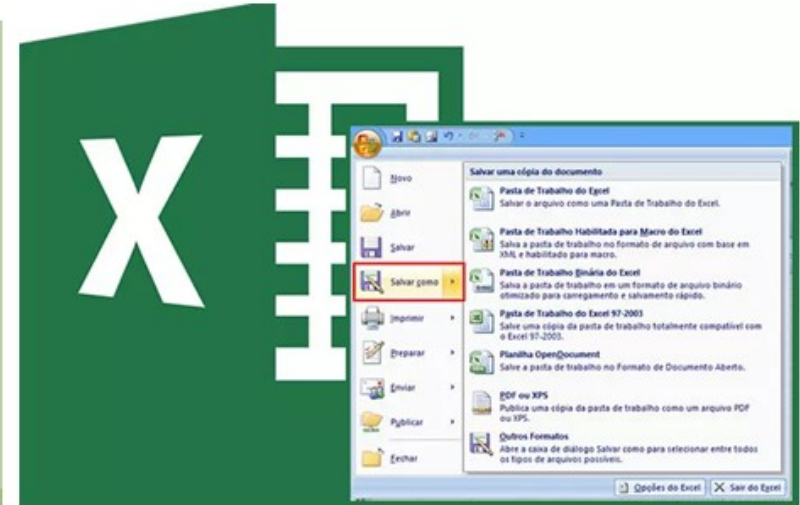 X
Novo
Abrir
Salvar
Salvar como
Imprimir
Preparar
Enviar
Publicar
Fechar
Salvar uma cópia do documento
Pasta de Trabalho do Excel
Salvar o arquivo como uma Pasta de Trabalho do Excel.
Pasta de Trabalho Habilitada para Macro do Excel
Salva a pasta de trabalho no formato de arquivo com base em
XML e habilitado para macro.
Pasta de Trabalho Binária do Excel
Salva a pasta de trabalho em um formato de arquivo binário
otimizado para carregamento e salvamento rápido.
Pasta de Trabalho do Excel 97-2003
Salve uma cópia da pasta de trabalho totalmente compatível com
o Excel 97-2003.
Planilha OpenDocument
Salve a pasta de trabalho no Formato de Documento Aberto.
PDF ou XPS
Publica uma cópia da pasta de trabalho como um arquivo PDF
ou XPS.
Outros Formatos
Abre a caixa de diálogo Salvar como para selecionar entre todos
os tipos de arquivos possíveis.
Opções do Excel
Sair do Excel